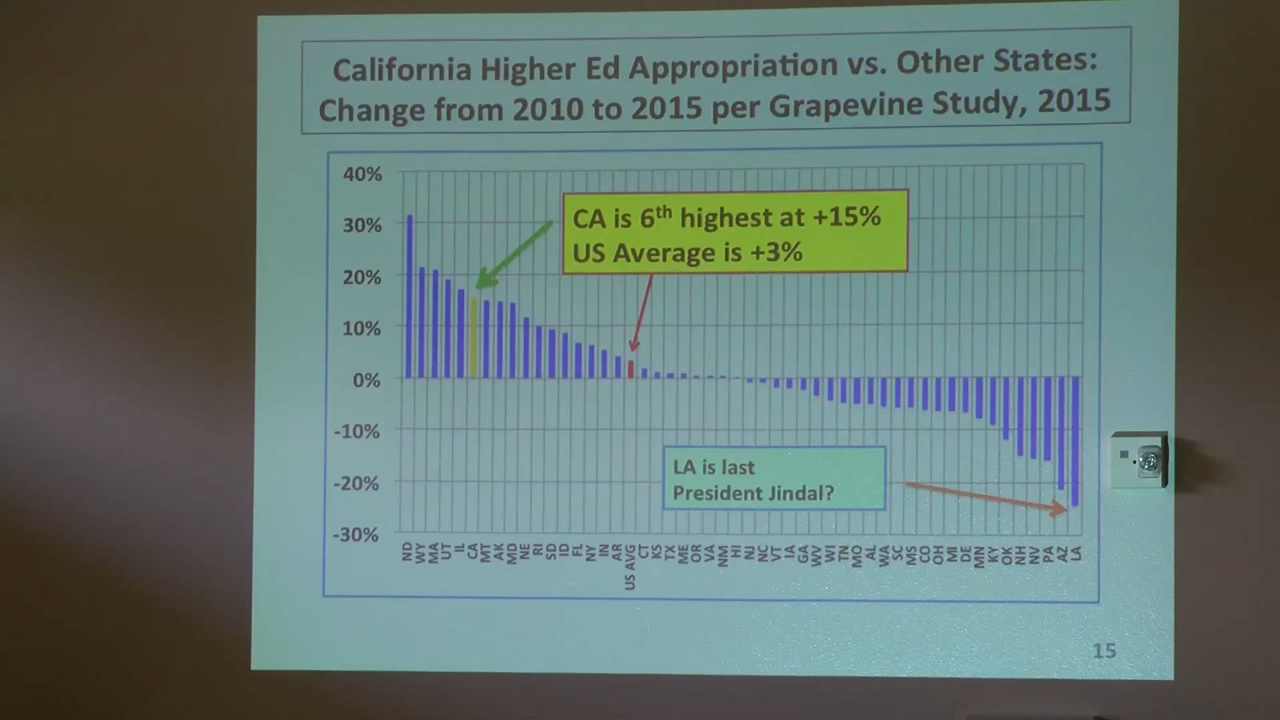 California Higher Ed Appropriation vs. Other States:
Change from 2010 to 2015 per Grapevine Study, 2015
40%
30%
20%
10%
0%
-10%
-20%
-30%
CA is 6th highest at +15%
US Average is +3%
LA is last
President Jindal?
ND WY MA UT IL CA MT AK MD NE RI SD ID FL NY IN AR US AVG CT KS TX ME OR VA NM HI NJ NC VT IA GA WV WI TN MO AL WA SC MS CO OH MI DE MN KY OK NH NV PA AZ LA
15